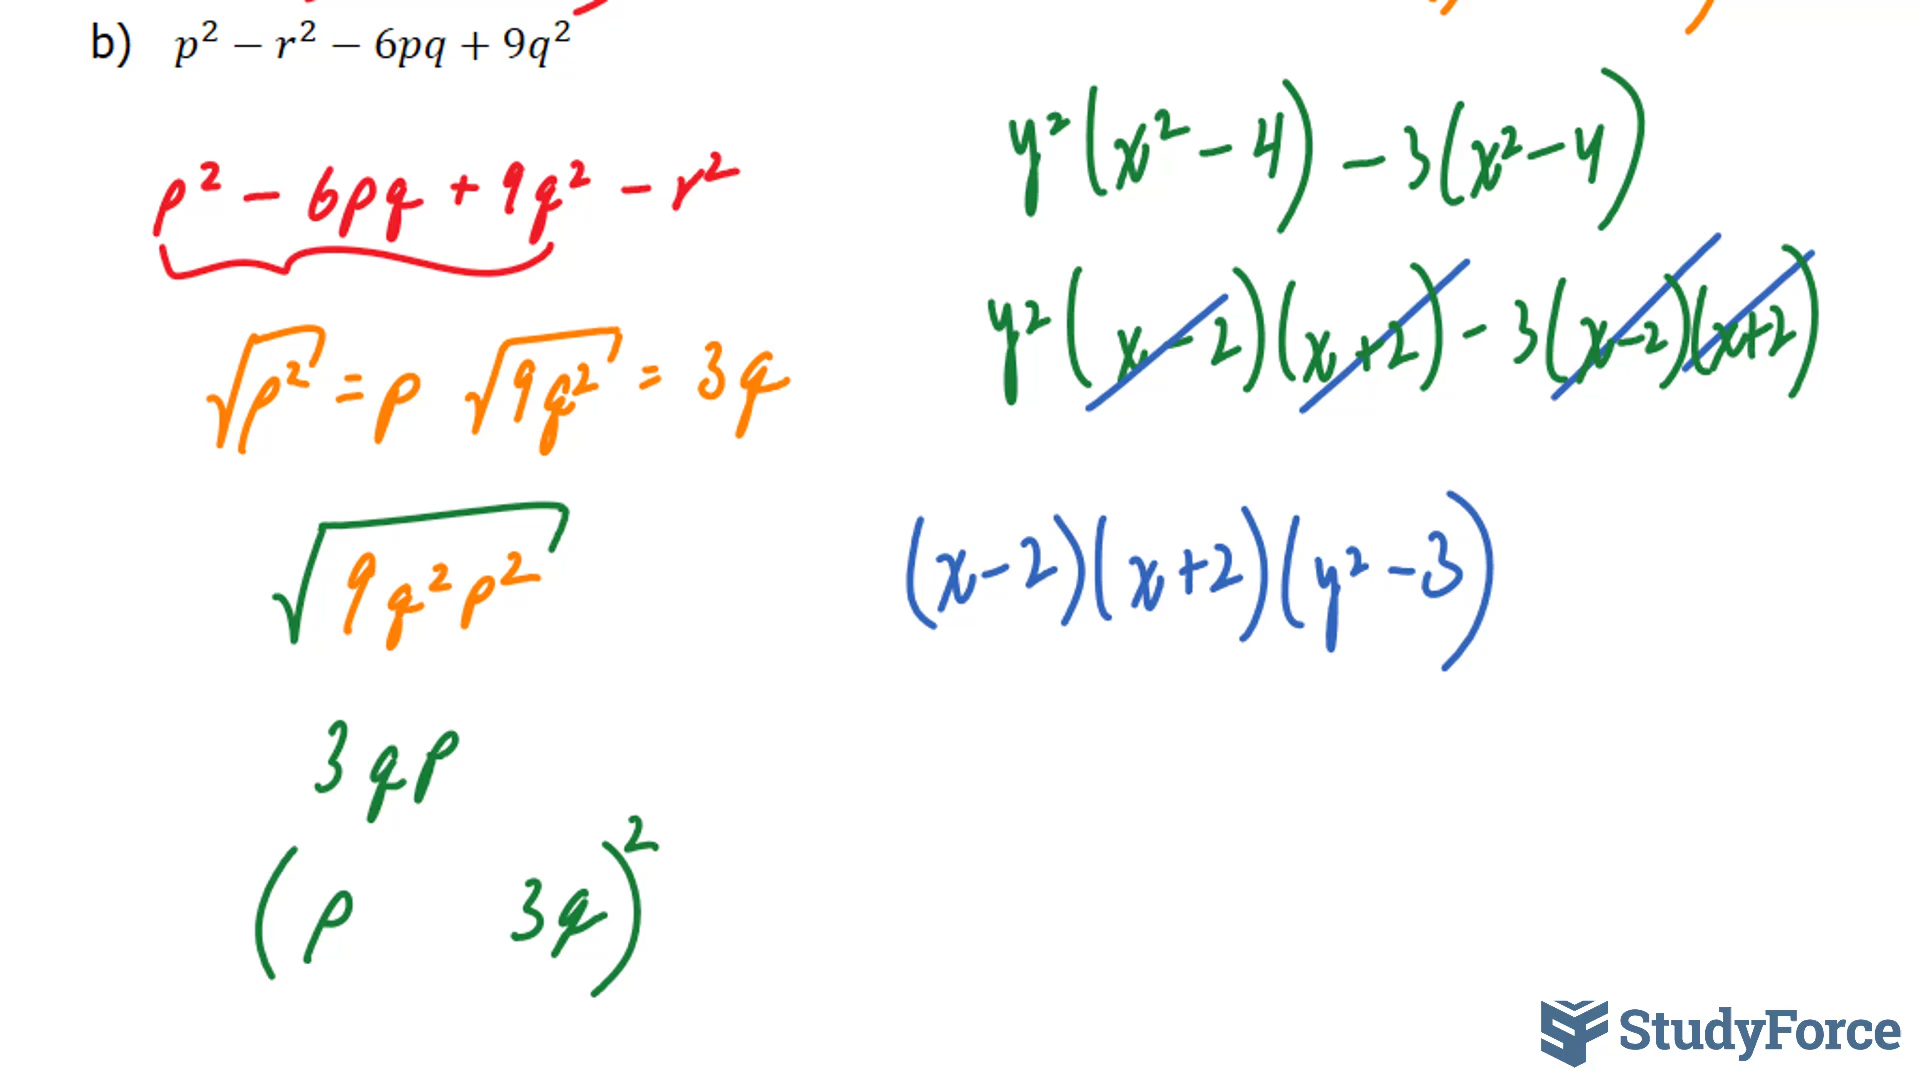 b) p² − r² − 6pq + 9q²
p² − 6pq + 9q² − r²
√p² = p √9q² = 3q
√9q²p²
3qp
(p 3q)²
y²(x² − 4) − 3(x² − 4)
y²(x − 2)(x + 2) − 3(x − 2)(x + 2)
(x − 2)(x + 2)(y² − 3)
StudyForce